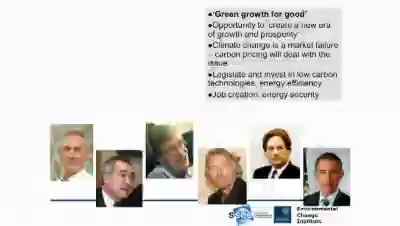 ●'Green growth for good'
●Opportunity to 'create a new era
of growth and prosperity'
●Climate change is a market failure
– carbon pricing will deal with the
issue
●Legislate and invest in low carbon
technologies, energy efficiency
●Job creation, energy security
Environmental
Change
Institute